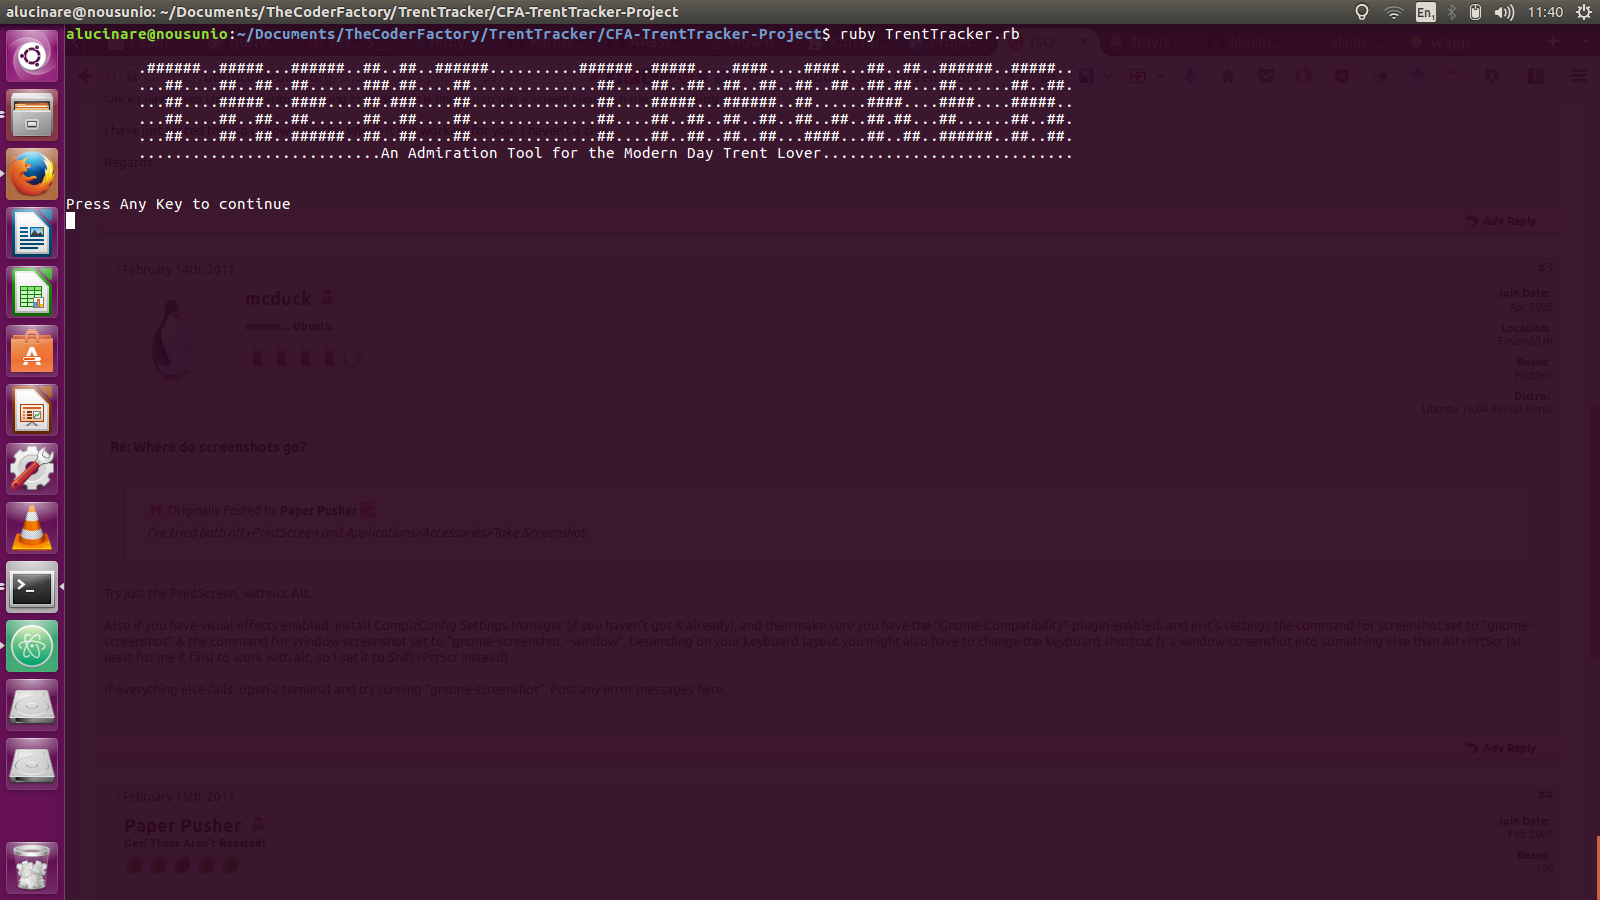 alucinare@nousunio: ~/Documents/TheCoderFactory/TrentTracker/CFA-TrentTracker-Project
En₁
11:40
alucinare@nousunio:~/Documents/TheCoderFactory/TrentTracker/CFA-TrentTracker-Project$ ruby TrentTracker.rb
TRENT TRACKER
An Admiration Tool for the Modern Day Trent Lover
Regards
Press Any Key to continue
Adv Reply
February 14th, 2011
#3
mcduck
mmmm... Ubuntu.
Join Date:
Apr 2005
Location:
Finland/UK
Beans:
Hidden!
Distro:
Ubuntu 16.04 Xenial Xerus
Re: Where do screenshots go?
Originally Posted by Paper Pusher
I've tried both alt+PrintScreen and Applications>Accessories>Take Screenshot.
Try just the PrintScreen, without Alt.
Also if you have visual effects enabled, install CompizConfig Settings Manager (if you haven't got it already), and then make sure you have the "Gnome Compatibility"-plugin enabled, and in it's settings the command for screenshot set to "gnome-
screenshot" & the command for Window screenshot set to "gnome-screenshot --window". Depending on your keyboard layout you might also have to change the keyboard shortcut fr a window screenshot into something else than Alt+PrtScr (at
least for me it faisl to work with alt, so I set it to Shift+PrtScr instead).
If everything else fails, open a terminal and try running "gnome-screenshot". Post any error messages here.
Adv Reply
February 15th, 2011
#4
Paper Pusher
Gee! These Aren't Roasted!
Join Date:
Feb 2009
Beans:
160